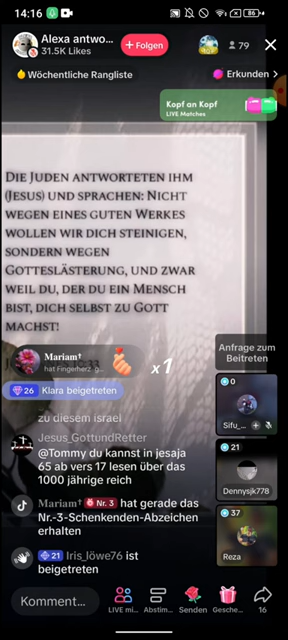 14:16
86
Alexa antwo...
31.5K Likes
+ Folgen
79
Wöchentliche Rangliste
Erkunden >
Kopf an Kopf
LIVE Matches
Die Juden antworteten ihm
(Jesus) und sprachen: Nicht
wegen eines guten Werkes
wollen wir dich steinigen,
sondern wegen
Gotteslästerung, und zwar
weil du, der du ein Mensch
bist, dich selbst zu Gott
machst!
10:33
Mariam†
hat Fingerherz
x1
Anfrage zum
Beitreten
26 Klara beigetreten
0
Sifu_...
zu diesem israel
Jesus_GottundRetter
@Tommy du kannst in jesaja
65 ab vers 17 lesen über das
1000 jährige reich
21
Dennysjk778
Mariam† Nr. 3 hat gerade das
Nr.-3-Schenkenden-Abzeichen
erhalten
37
Reza
21 Iris_löwe76 ist
beigetreten
Komment...
LIVE mi...
Abstim...
Senden
Gesche...
16